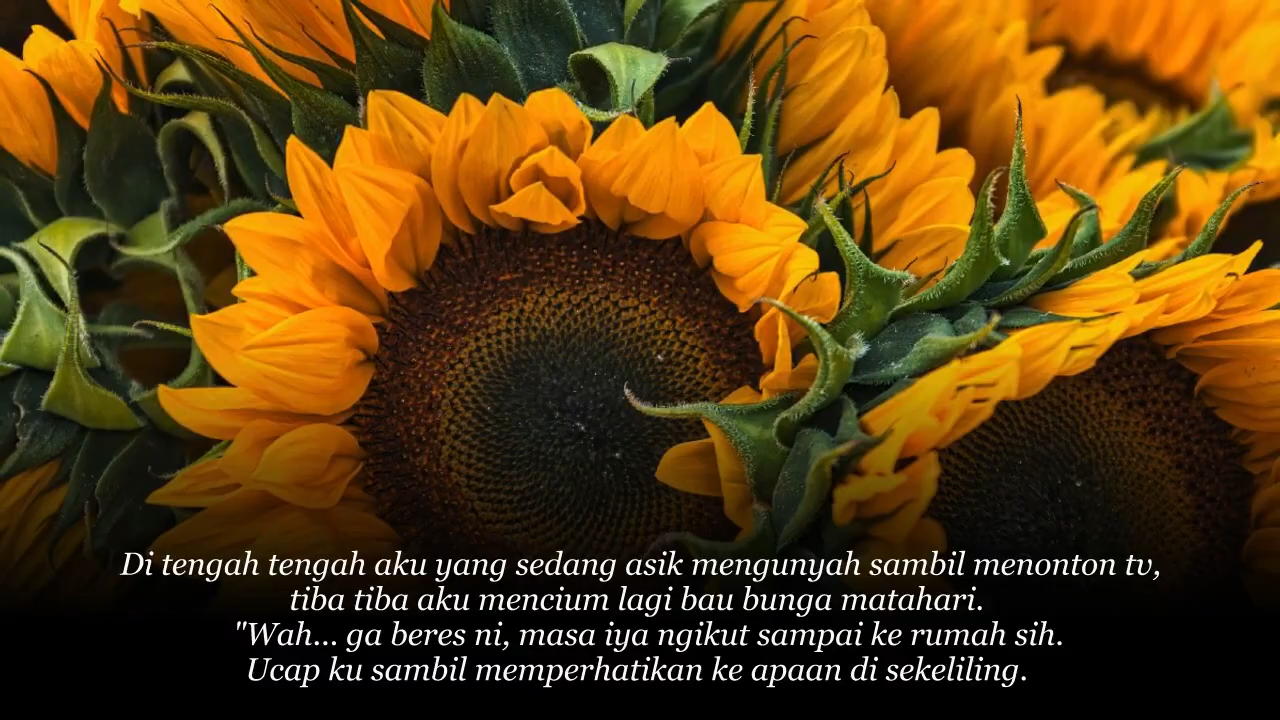 Di tengah tengah aku yang sedang asik mengunyah sambil menonton tv,
tiba tiba aku mencium lagi bau bunga matahari.
"Wah... ga beres ni, masa iya ngikut sampai ke rumah sih.
Ucap ku sambil memperhatikan ke apaan di sekeliling.